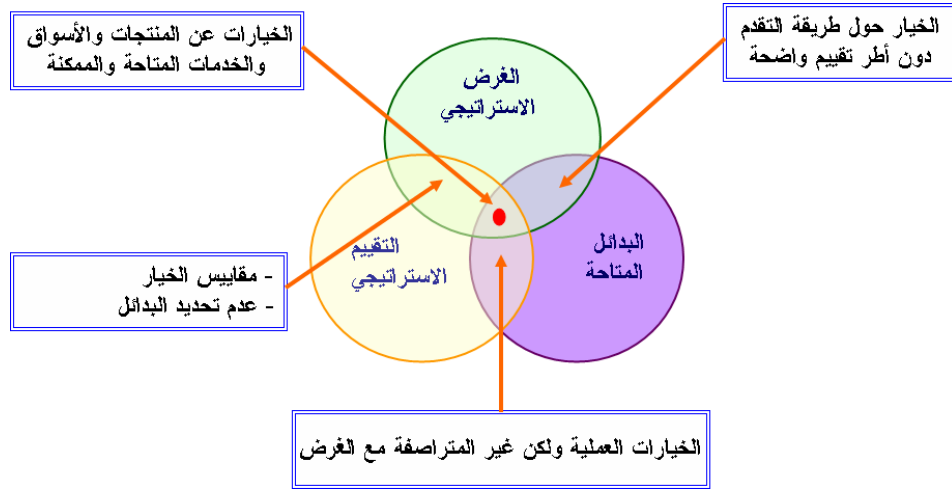 الخيار حول طريقة التقدم
دون أطر تقييم واضحة
الخيارات عن المنتجات والأسواق
والخدمات المتاحة والممكنة
الغرض
الاستراتيجي
البدائل
المتاحة
التقييم
الاستراتيجي
- مقاييس الخيار
- عدم تحديد البدائل
الخيارات العملية ولكن غير المتراصفة مع الغرض